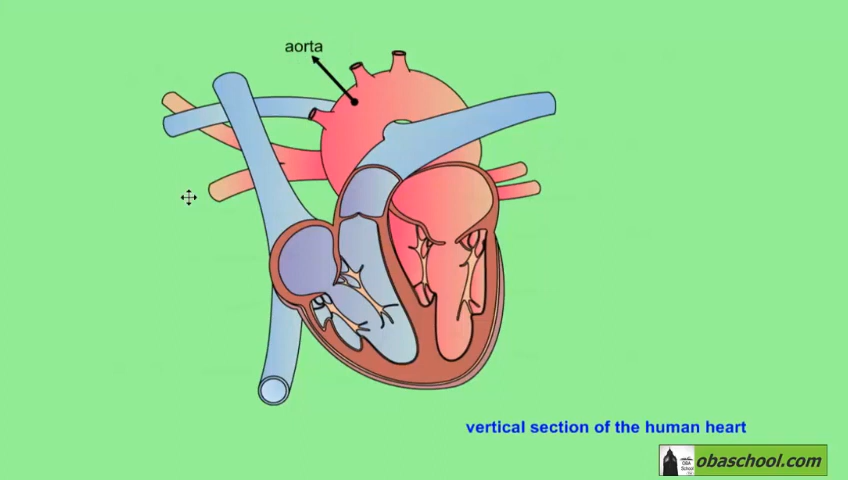 aorta
vertical section of the human heart
obaschool.com